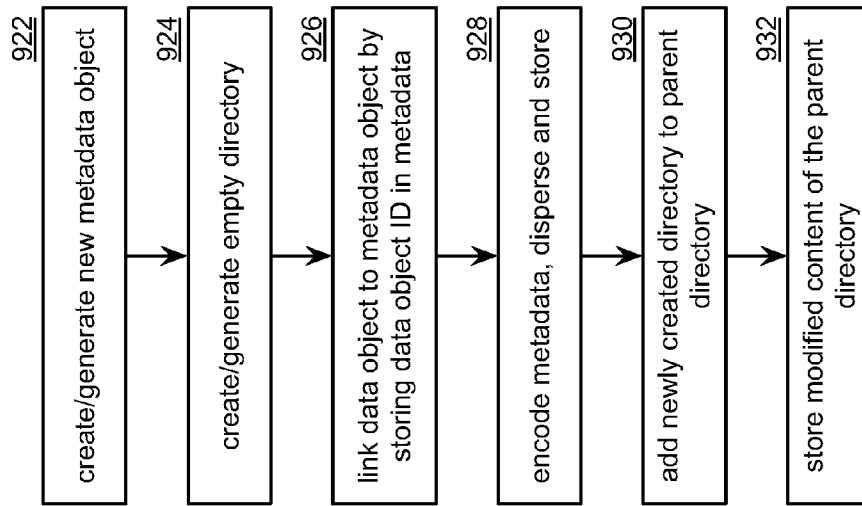 922
create/generate new metadata object
924
create/generate empty directory
926
link data object to metadata object by
storing data object ID in metadata
928
encode metadata, disperse and store
930
add newly created directory to parent
directory
932
store modified content of the parent
directory